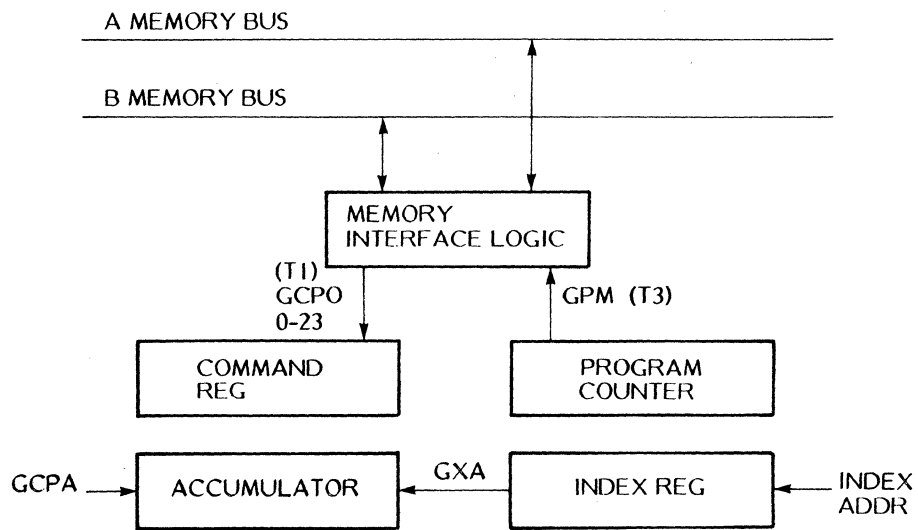 A MEMORY BUS
B MEMORY BUS
MEMORY
INTERFACE LOGIC
(T1)
GCPO
0-23
GPM (T3)
COMMAND
REG
PROGRAM
COUNTER
GCPA
ACCUMULATOR
GXA
INDEX REG
INDEX
ADDR